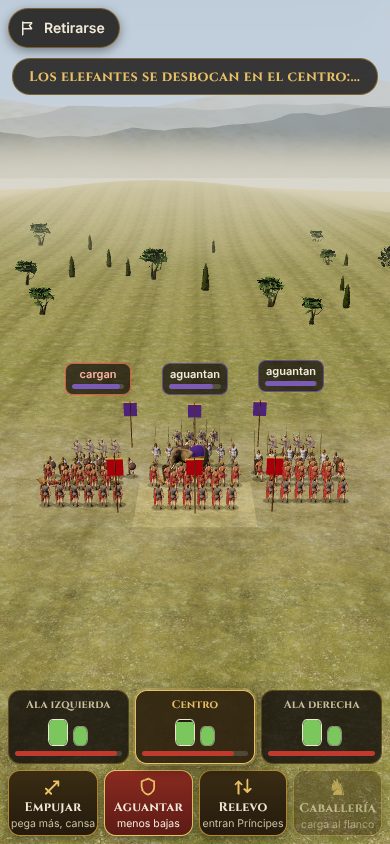 Retirarse
Los elefantes se desbocan en el centro:...
cargan
aguantan
aguantan
Ala izquierda
Centro
Ala derecha
Empujar
pega más, cansa
Aguantar
menos bajas
Relevo
entran Príncipes
Caballería
carga al flanco